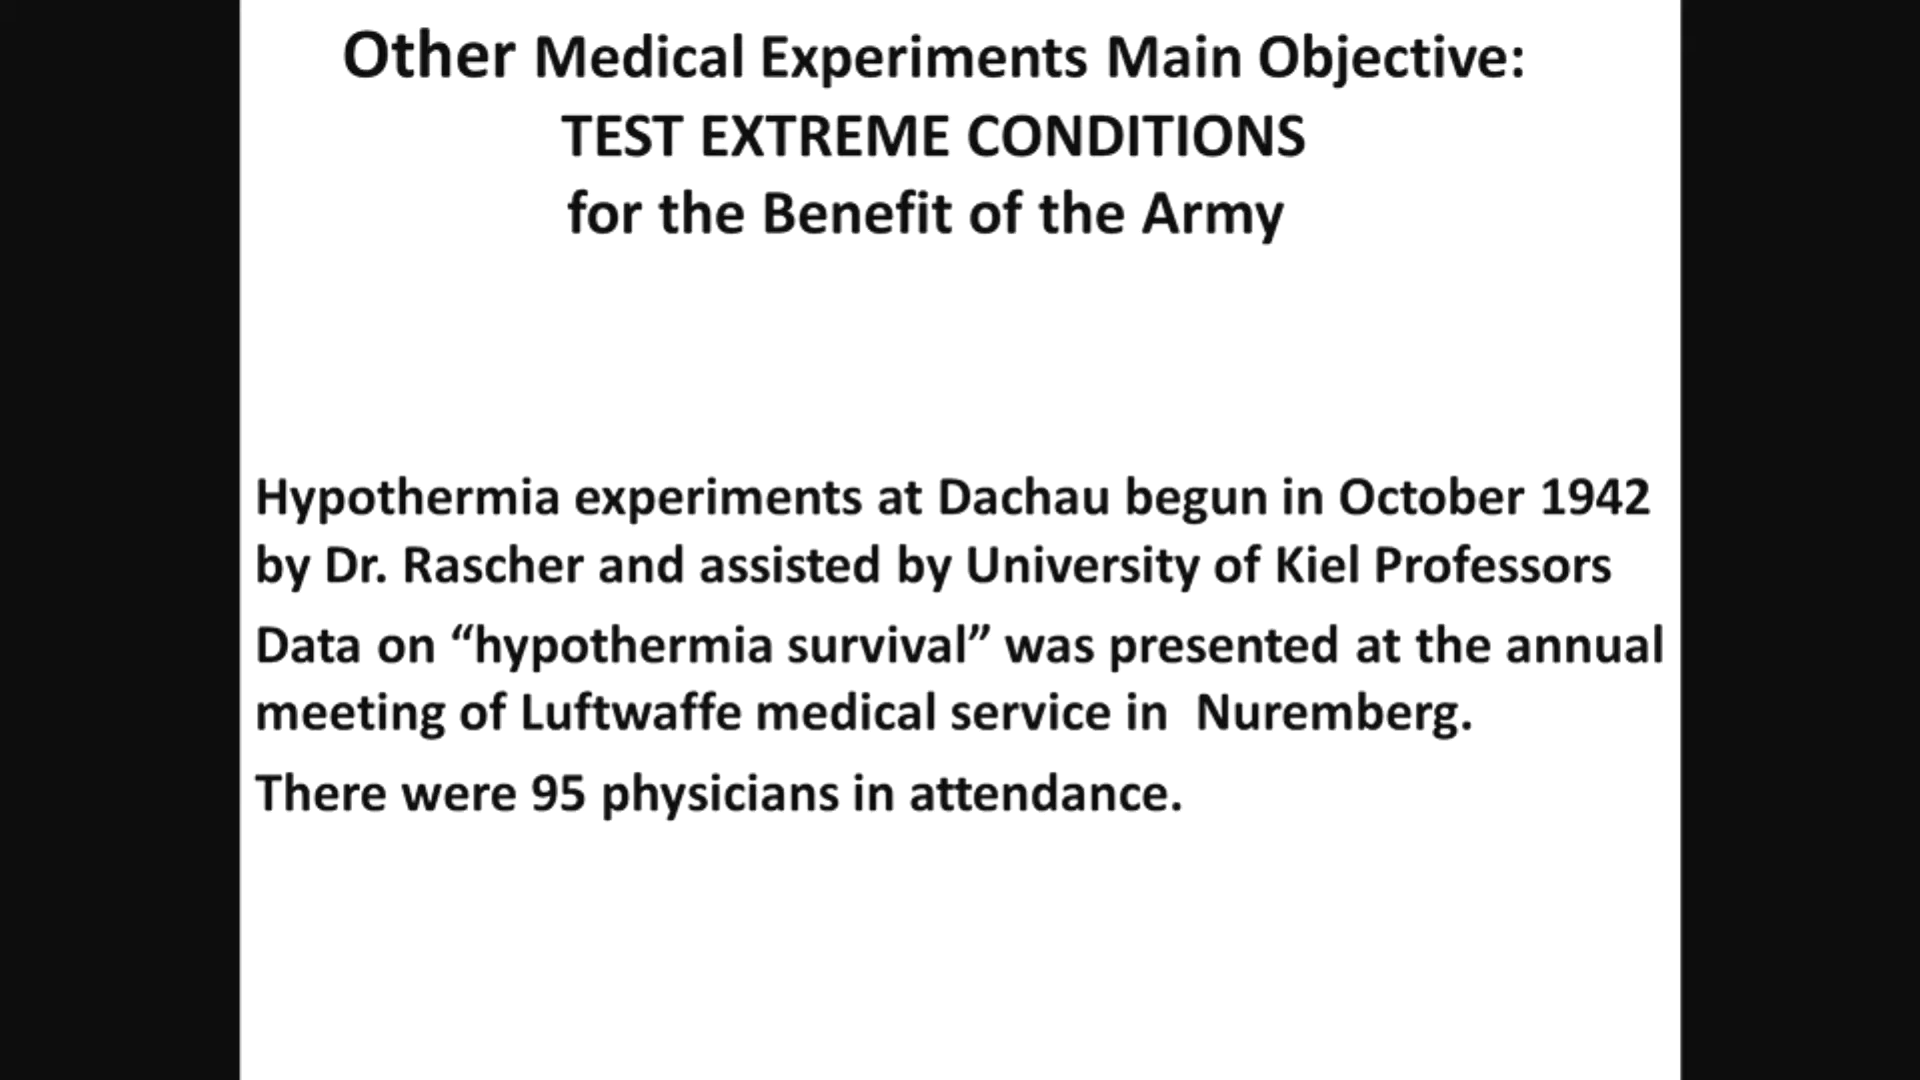 Other Medical Experiments Main Objective:
TEST EXTREME CONDITIONS
for the Benefit of the Army
Hypothermia experiments at Dachau begun in October 1942
by Dr. Rascher and assisted by University of Kiel Professors
Data on “hypothermia survival” was presented at the annual
meeting of Luftwaffe medical service in  Nuremberg.
There were 95 physicians in attendance.